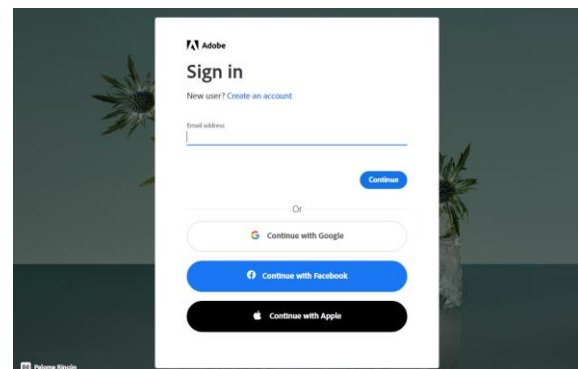 Adobe
Sign in
New user? Create an account
Email address
Continue
Or
Continue with Google
Continue with Facebook
Continue with Apple
Paloma Rincón